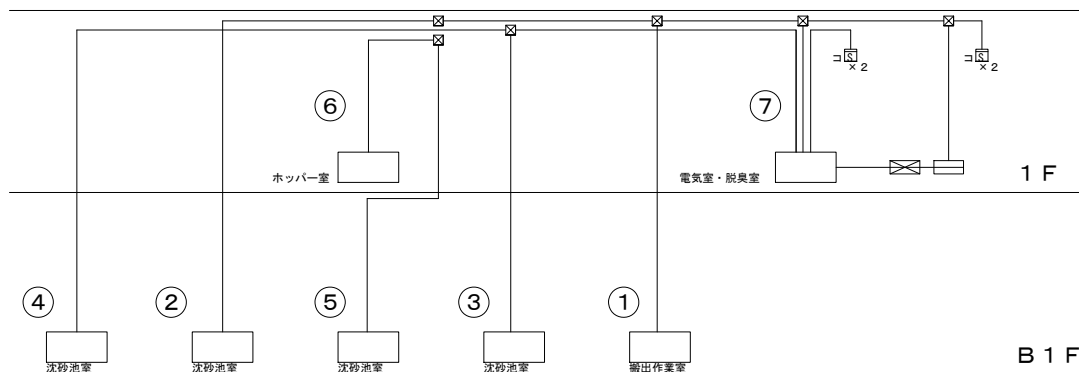 コ S
×2
コ S
×2
⑥
⑦
ホッパー室
電気室・脱臭室
1F
④
②
⑤
③
①
沈砂池室
沈砂池室
沈砂池室
沈砂池室
搬出作業室
B1F